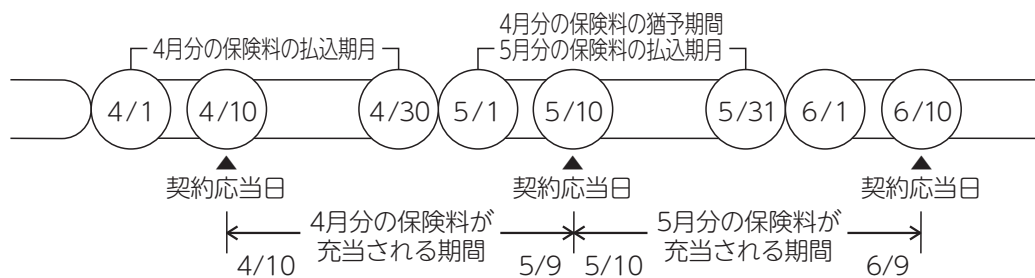 4月分の保険料の猶予期間
4月分の保険料の払込期月
5月分の保険料の払込期月
4/1
4/10
4/30
5/1
5/10
5/31
6/1
6/10
契約応当日
契約応当日
契約応当日
4月分の保険料が
充当される期間
5月分の保険料が
充当される期間
4/10
5/9
5/10
6/9